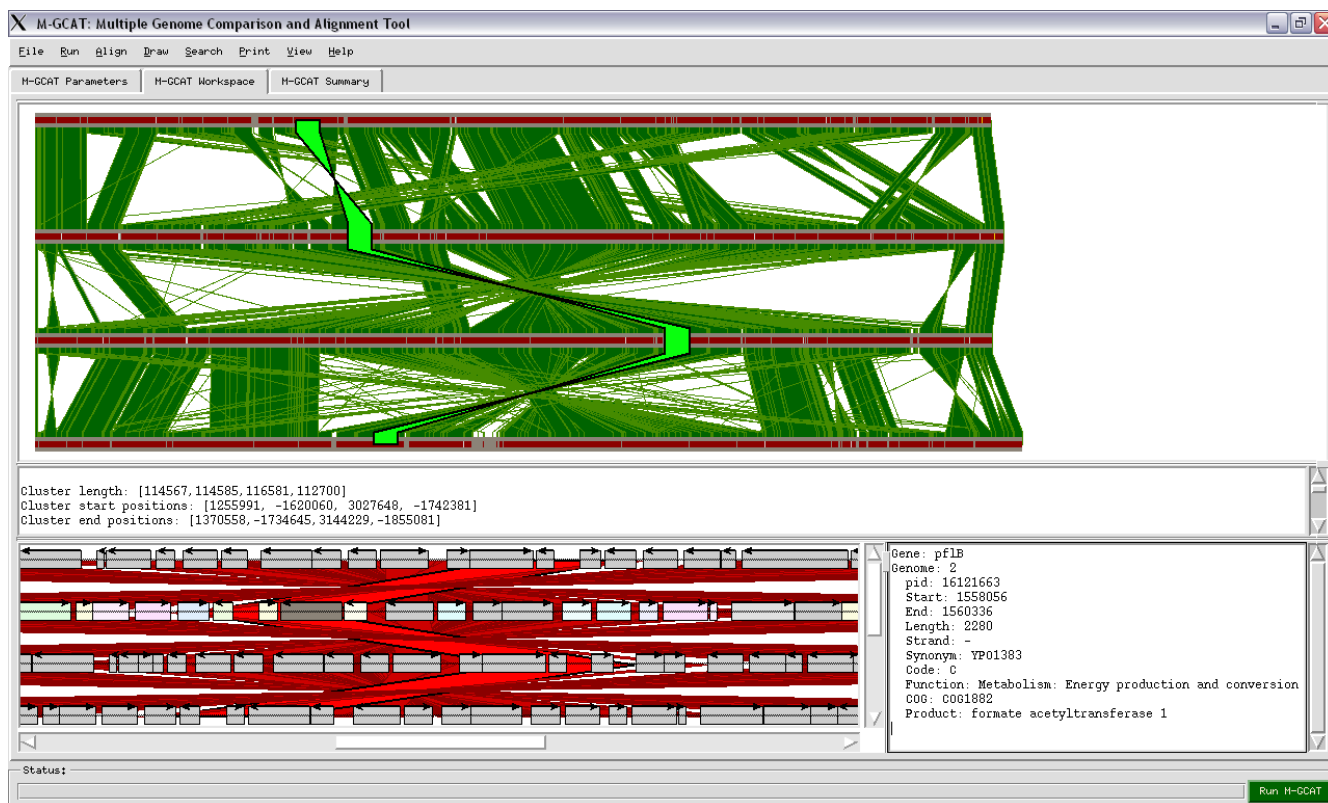 M-GCAT: Multiple Genome Comparison and Alignment Tool
File Run Align Draw Search Print View Help
M-GCAT Parameters M-GCAT Workspace M-GCAT Summary
Cluster length: [114567,114585,116581,112700]
Cluster start positions: [1255991, -1620060, 3027648, -1742381]
Cluster end positions: [1370558,-1734645,3144229,-1855081]
Gene: pflB
Genome: 2
pid: 16121663
Start: 1558056
End: 1560336
Length: 2280
Strand: -
Synonym: YPO1383
Code: C
Function: Metabolism: Energy production and conversion
COG: COG1882
Product: formate acetyltransferase 1
Status:
Run M-GCAT